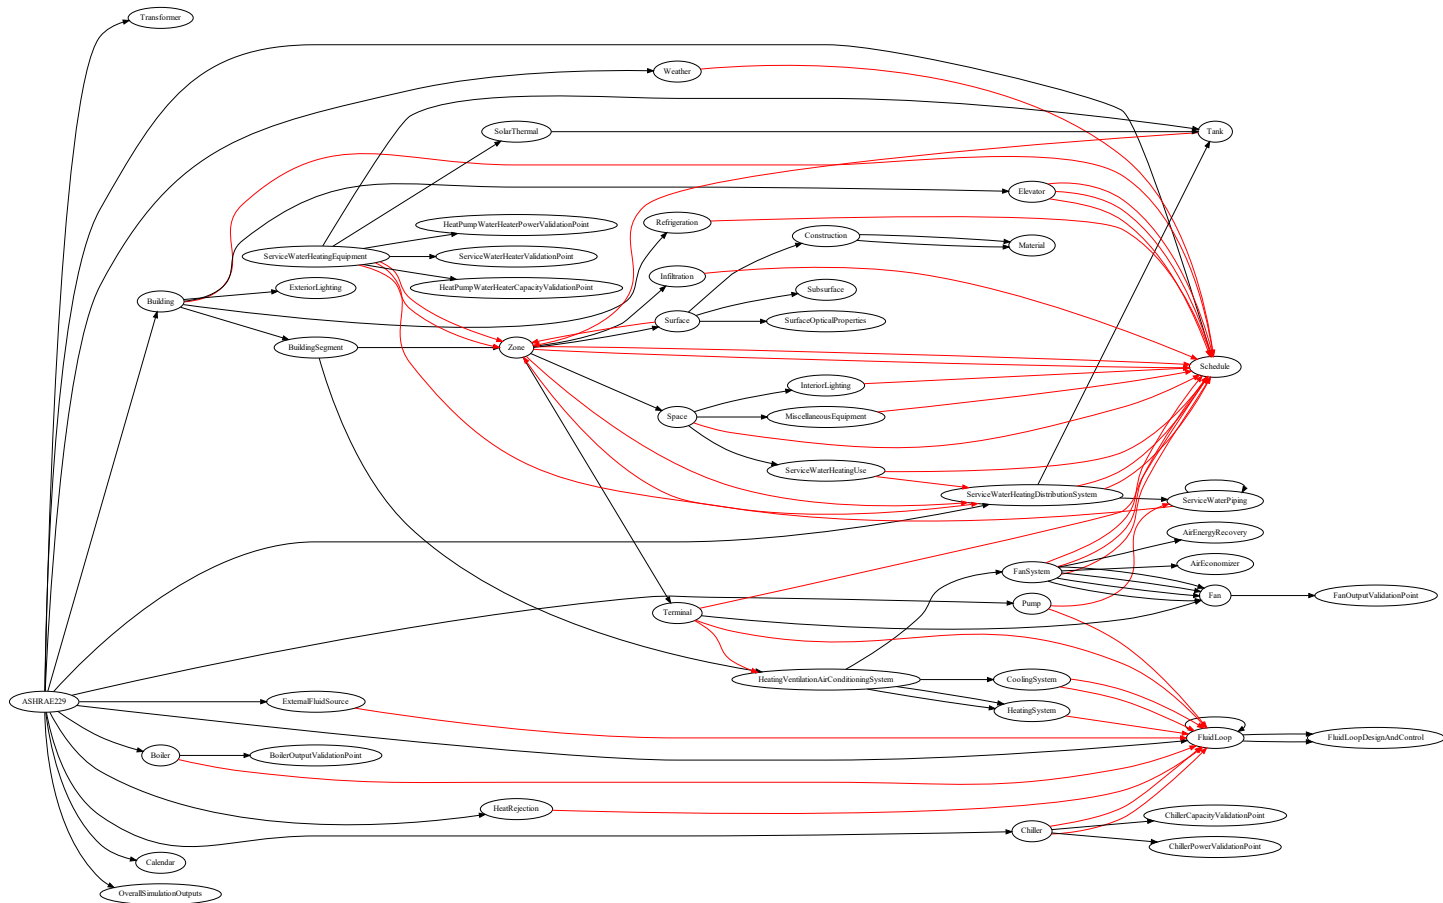 Transformer
Weather
SolarThermal
Tank
Elevator
Refrigeration
HeatPumpWaterHeaterPowerValidationPoint
Construction
Material
ServiceWaterHeatingEquipment
ServiceWaterHeaterValidationPoint
Infiltration
ExteriorLighting
HeatPumpWaterHeaterCapacityValidationPoint
Subsurface
Building
Surface
SurfaceOpticalProperties
BuildingSegment
Zone
Schedule
InteriorLighting
Space
MiscellaneousEquipment
ServiceWaterHeatingUse
ServiceWaterHeatingDistributionSystem
ServiceWaterPiping
AirEnergyRecovery
AirEconomizer
FanSystem
Fan
FanOutputValidationPoint
Pump
Terminal
HeatingVentilationAirConditioningSystem
CoolingSystem
ASHRAE229
ExternalFluidSource
HeatingSystem
FluidLoop
FluidLoopDesignAndControl
Boiler
BoilerOutputValidationPoint
HeatRejection
ChillerCapacityValidationPoint
Chiller
ChillerPowerValidationPoint
Calendar
OverallSimulationOutputs